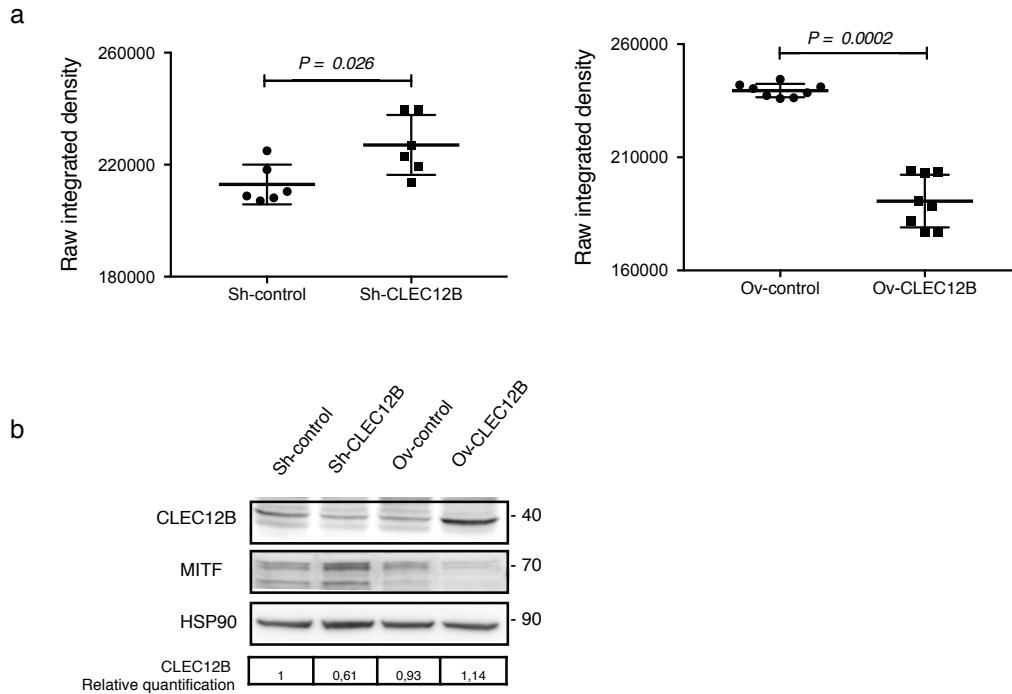 a
260000
220000
180000
Raw integrated density
P = 0.026
Sh-control
Sh-CLEC12B
260000
210000
160000
Raw integrated density
P = 0.0002
Ov-control
Ov-CLEC12B
b
Sh-control
Sh-CLEC12B
Ov-control
Ov-CLEC12B
CLEC12B
- 40
MITF
- 70
HSP90
- 90
CLEC12B
Relative quantification
1
0,61
0,93
1,14